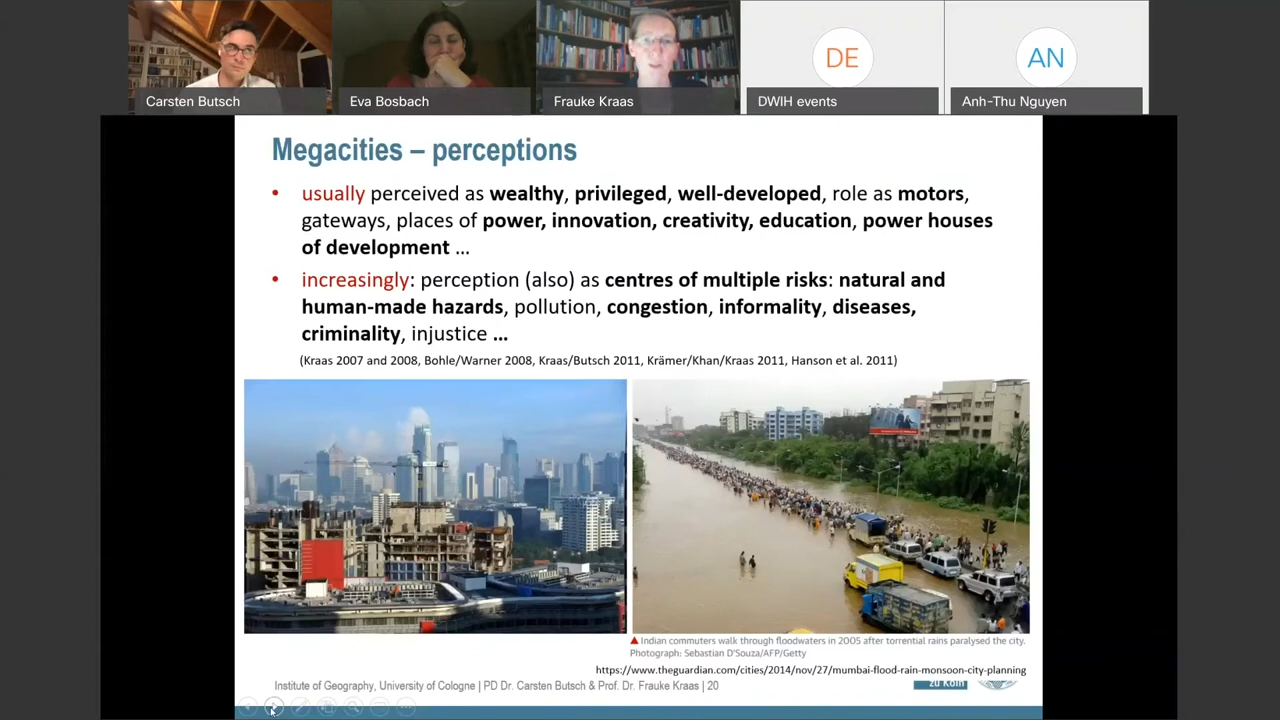 DE
AN
Carsten Butsch
Eva Bosbach
Frauke Kraas
DWIH events
Anh-Thu Nguyen
Megacities – perceptions
• usually perceived as wealthy, privileged, well-developed, role as motors,
gateways, places of power, innovation, creativity, education, power houses
of development ...
• increasingly: perception (also) as centres of multiple risks: natural and
human-made hazards, pollution, congestion, informality, diseases,
criminality, injustice ...
(Kraas 2007 and 2008, Bohle/Warner 2008, Kraas/Butsch 2011, Krämer/Khan/Kraas 2011, Hanson et al. 2011)
▲ Indian commuters walk through floodwaters in 2005 after torrential rains paralysed the city.
Photograph: Sebastian D'Souza/AFP/Getty
https://www.theguardian.com/cities/2014/nov/27/mumbai-flood-rain-monsoon-city-planning
Institute of Geography, University of Cologne | PD Dr. Carsten Butsch & Prof. Dr. Frauke Kraas | 20
zu Köln